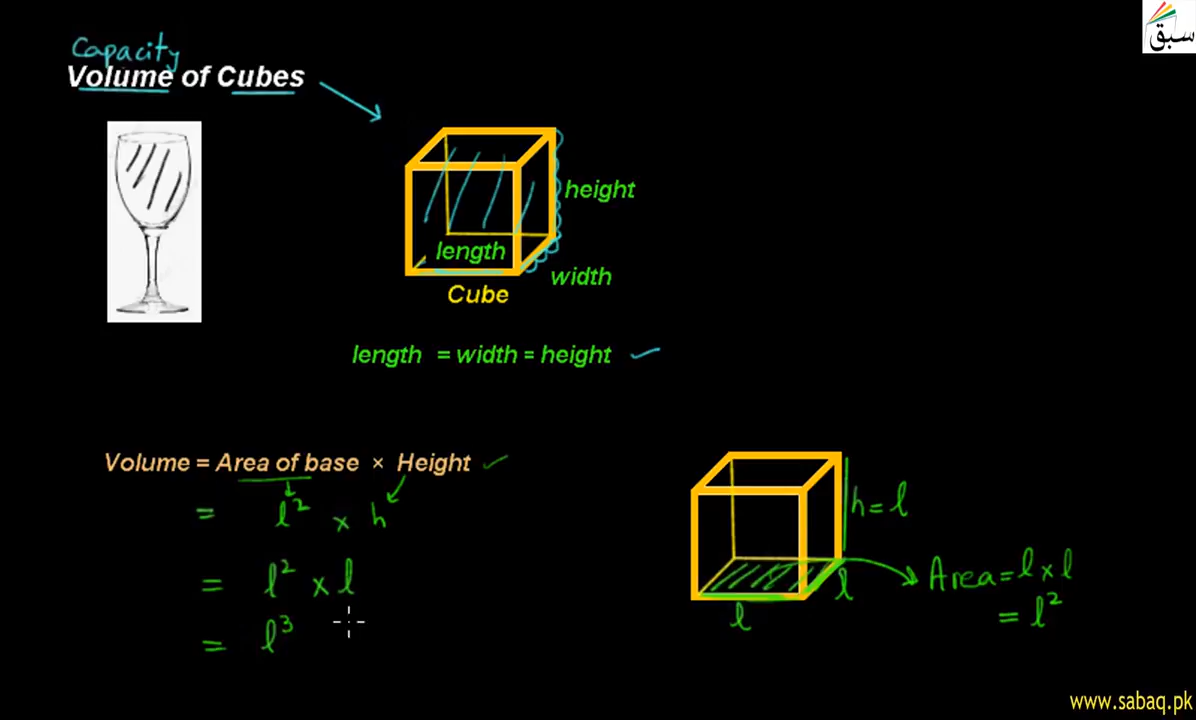 سبق
Capacity
Volume of Cubes
height
length
width
Cube
length = width = height
Volume = Area of base × Height
= l² × h
= l² × l
= l³
h = l
l
l
Area = l × l
= l²
www.sabaq.pk